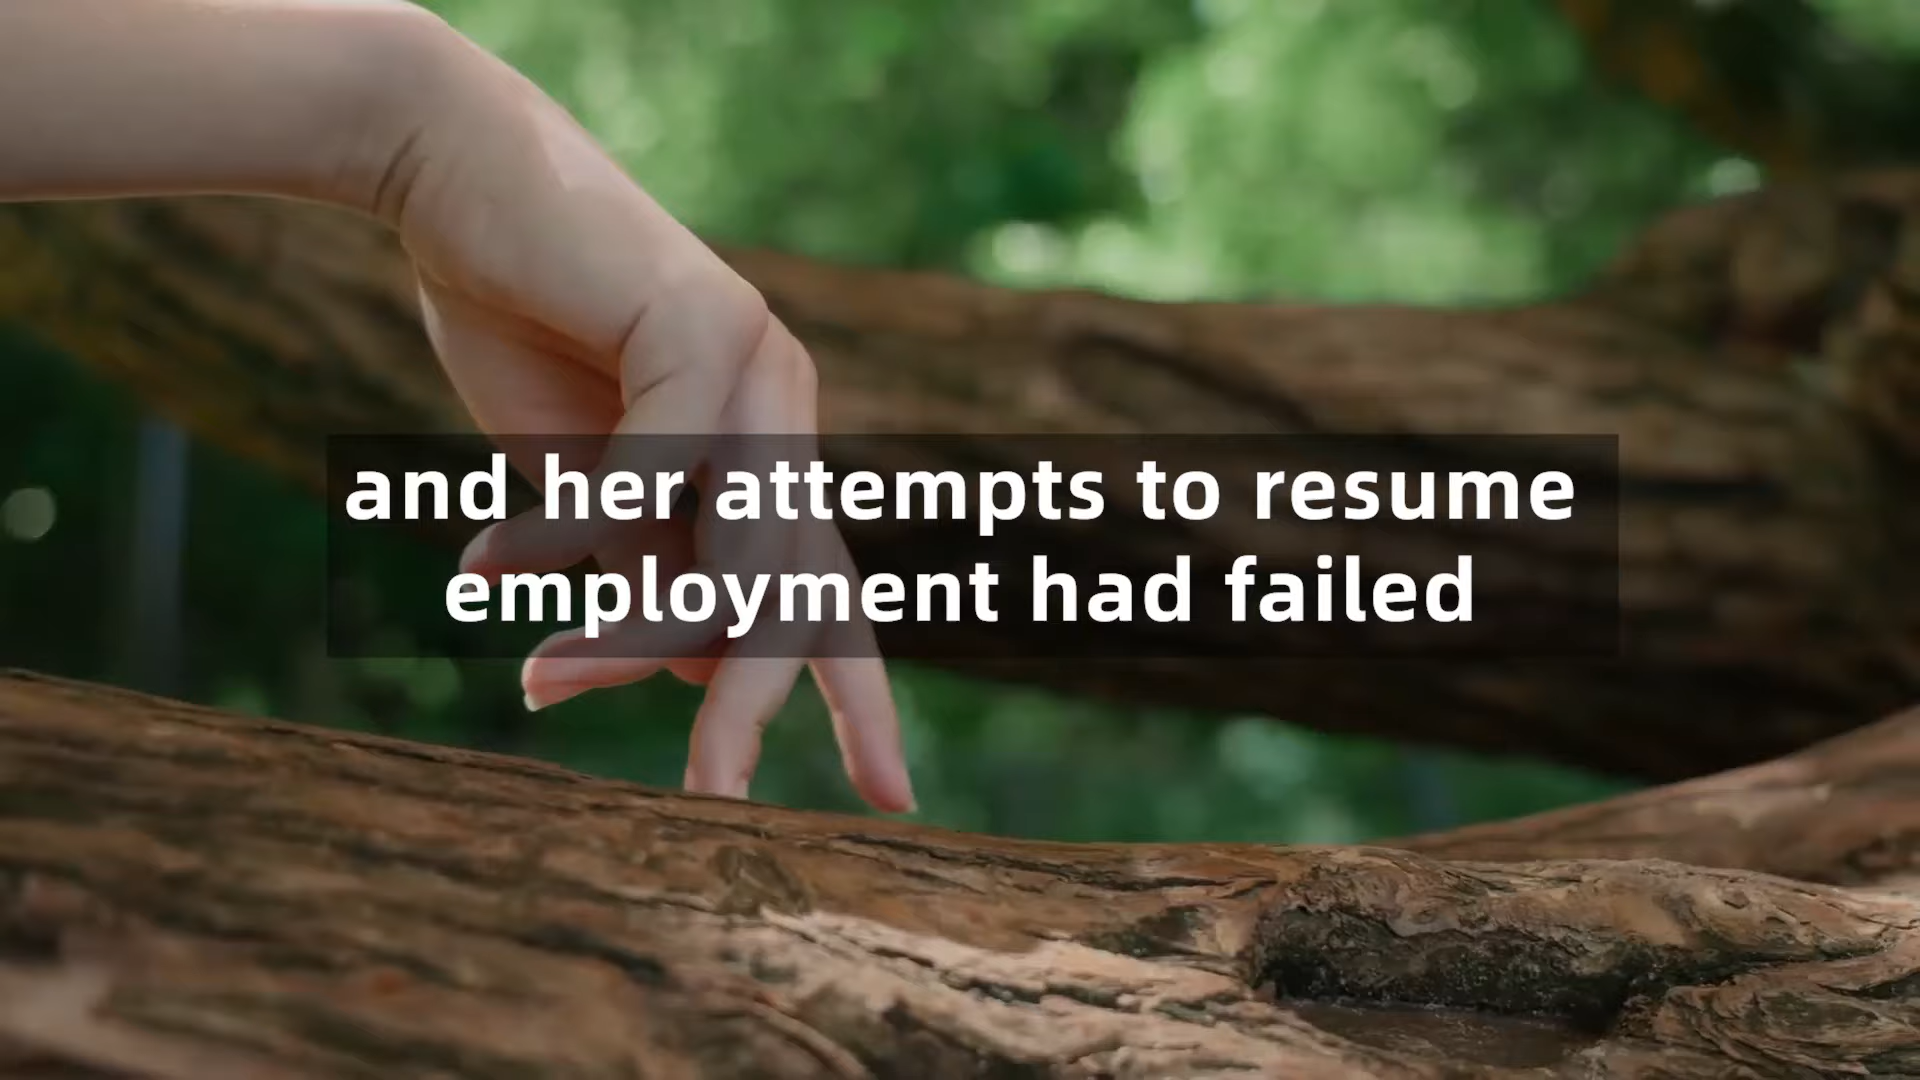 and her attempts to resume
employment had failed